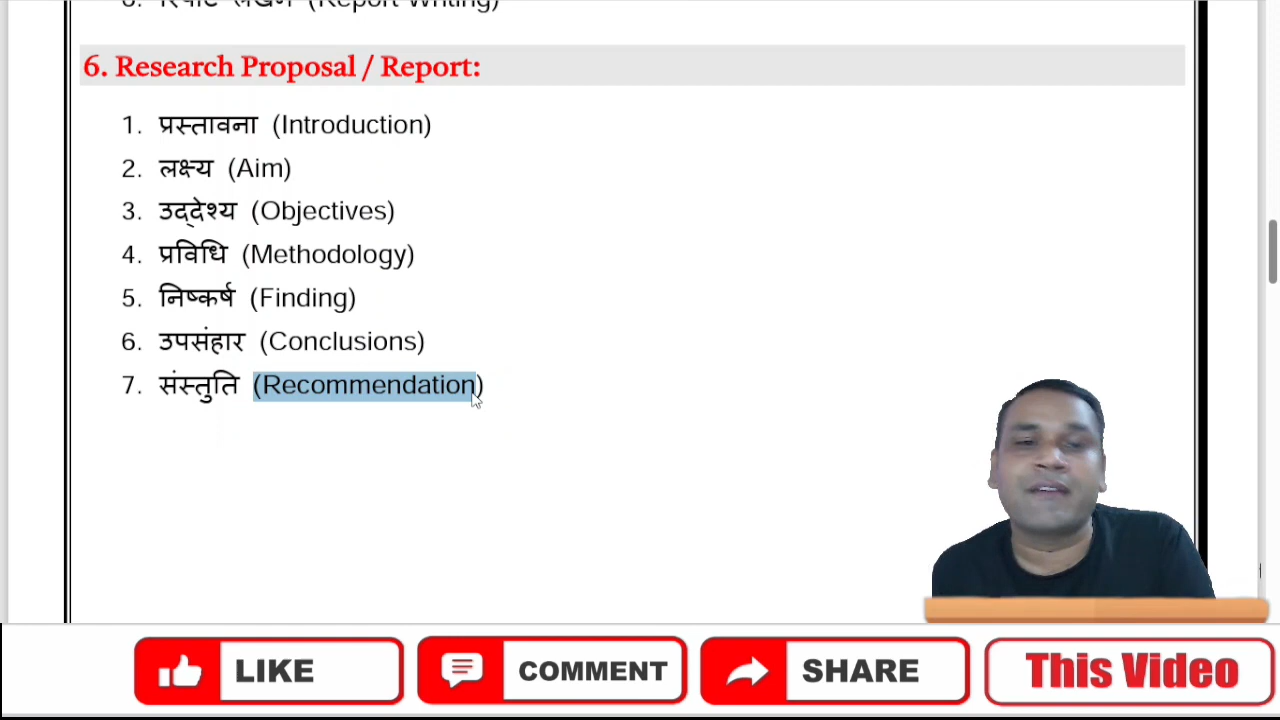 6. Research Proposal / Report:
1. प्रस्तावना (Introduction)
2. लक्ष्य (Aim)
3. उद्देश्य (Objectives)
4. प्रविधि (Methodology)
5. निष्कर्ष (Finding)
6. उपसंहार (Conclusions)
7. संस्तुति (Recommendation)
LIKE COMMENT SHARE This Video